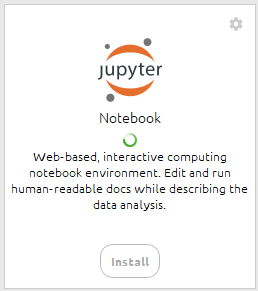 jupyter
Notebook
Web-based, interactive computing
notebook environment. Edit and run
human-readable docs while describing the
data analysis.
Install